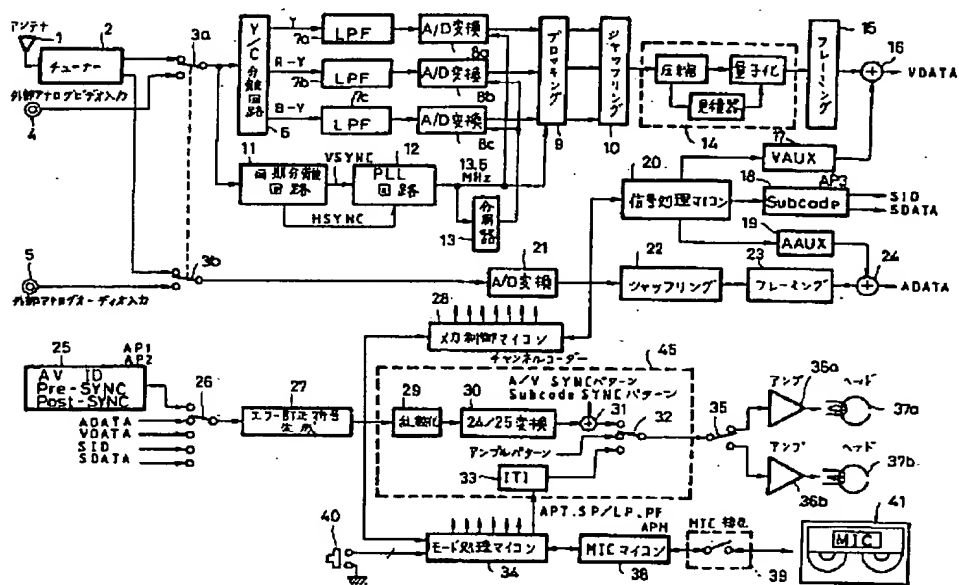 アンテナ
1
2
チューナー
外部アナログビデオ入力
4
3a
Y/C分離回路
6
Y
7a
LPF
A/D変換
8a
R-Y
7b
LPF
A/D変換
8b
B-Y
7c
LPF
A/D変換
8c
ブロッキング
9
シャッフリング
10
圧縮
量子化
見積器
14
フレーミング
15
16
VDATA
11
同期分離回路
VSYNC
HSYNC
12
PLL回路
13.5 MHz
13
分周器
20
信号処理マイコン
17
VAUX
AP3
18
Subcode
SID
SDATA
19
AAUX
5
外部アナログオーディオ入力
3b
21
A/D変換
22
シャッフリング
23
フレーミング
24
ADATA
28
メカ制御マイコン
25
AP1
AP2
AV ID
Pre-SYNC
Post-SYNC
26
ADATA
VDATA
SID
SDATA
27
エラー訂正符号生成
チャンネルコーダー
45
A/V SYNCパターン
Subcode SYNCパターン
29
乱数化
30
24/25変換
31
32
アンブルパターン
33
ITI
35
アンプ
36a
ヘッド
37a
アンプ
36b
ヘッド
37b
APT.SP/LP.PF
40
モード処理マイコン
34
APM
MICマイコン
38
MIC接点
39
41
MIC